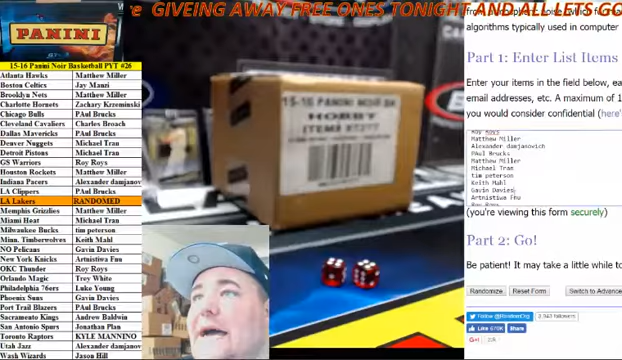 e GIVEING AWAY FREE ONES TONIGHT AND ALL LETS GO
PANINI
15-16 Panini Noir Basketball PYT #26
Atlanta Hawks Matthew Miller
Boston Celtics Jay Manzi
Brooklyn Nets Matthew Miller
Charlotte Hornets Zachary Krzeminski
Chicago Bulls PAul Brucks
Cleveland Cavaliers Charles Broach
Dallas Mavericks PAul Brucks
Denver Nuggets Michael Tran
Detroit Pistons Michael Tran
GS Warriors Roy Roys
Houston Rockets Matthew Miller
Indiana Pacers Alexander damjanov
LA Clippers PAul Brucks
LA Lakers RANDOMED
Memphis Grizzlies Matthew Miller
Miami Heat Michael Tran
Milwaukee Bucks tim peterson
Minn. Timberwolves Keith Mahl
NO Pelicans Gavin Davies
New York Knicks Artnistiwa Fnu
OKC Thunder Roy Roys
Orlando Magic Trey White
Philadelphia 76ers Luke Young
Phoenix Suns Gavin Davies
Port Trail Blazers PAul Brucks
Sacramento Kings Andrew Baldwin
San Antonio Spurs Jonathan Plan
Toronto Raptors KYLE MANNINO
Utah Jazz Alexander damjanov
Wash Wizards Jason Hill
15-16 PANINI NOIR BK
HOBBY
algorithms typically used in computer
Part 1: Enter List Items
Enter your items in the field below, ea
email addresses, etc. A maximum of 1
you would consider confidential (here'
Roy Roys
Matthew Miller
Alexander damjanovich
PAul Brucks
Matthew Miller
Michael Tran
tim peterson
Keith Mahl
Gavin Davies
Artnistiwa Fnu
(you're viewing this form securely)
Part 2: Go!
Be patient! It may take a little while to
Randomize Reset Form Switch to Advance
Follow @RandomOrg
Like Share